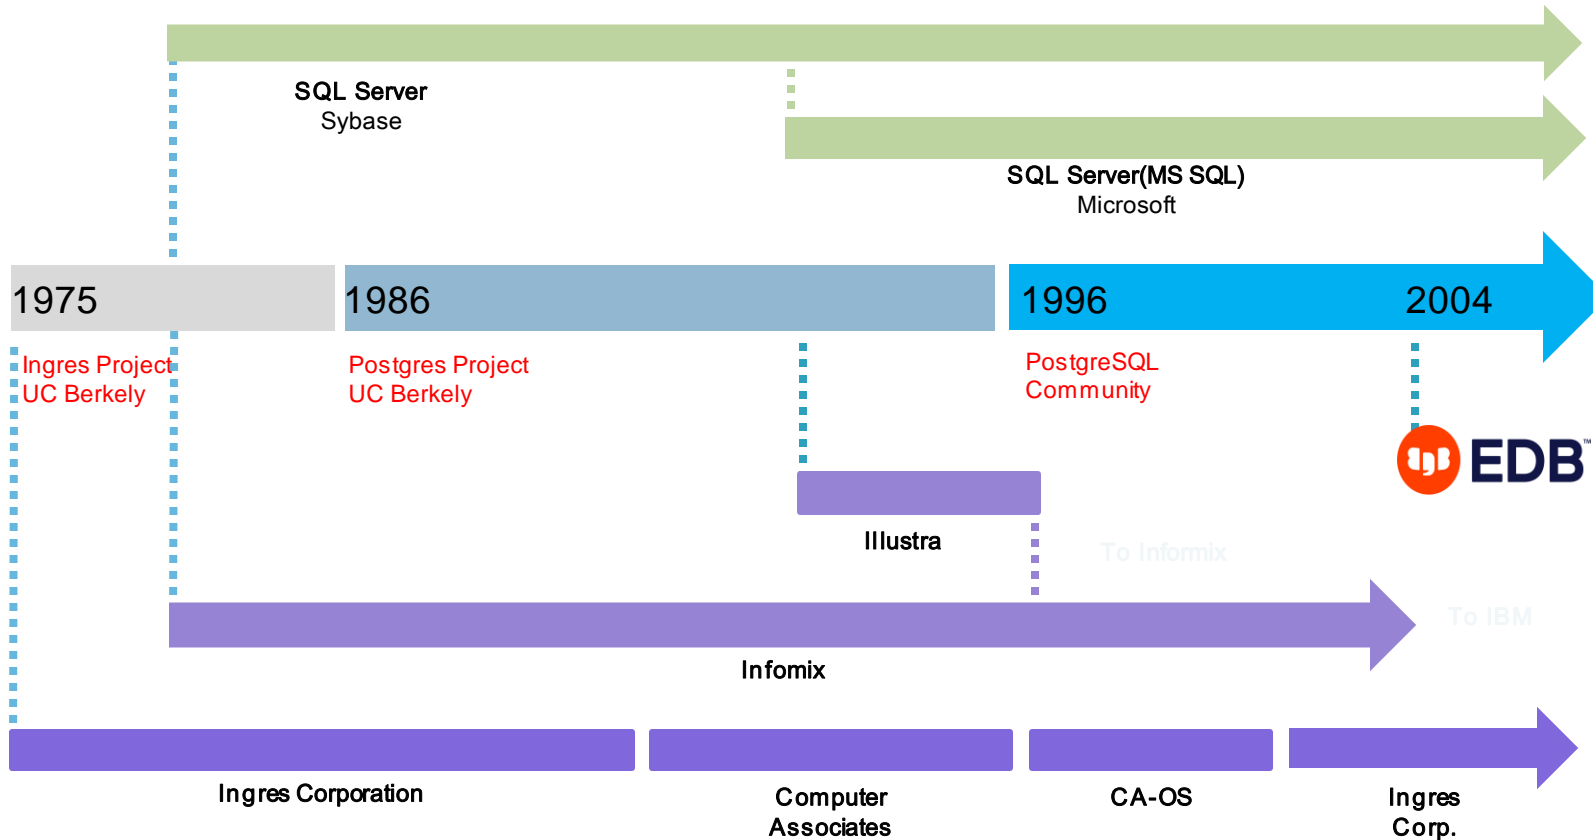 SQL Server
Sybase
SQL Server(MS SQL)
Microsoft
1975
1986
1996
2004
Ingres Project
UC Berkely
Postgres Project
UC Berkely
PostgreSQL
Community
EDB™
Illustra
To Informix
To IBM
Infomix
Ingres Corporation
Computer
Associates
CA-OS
Ingres
Corp.